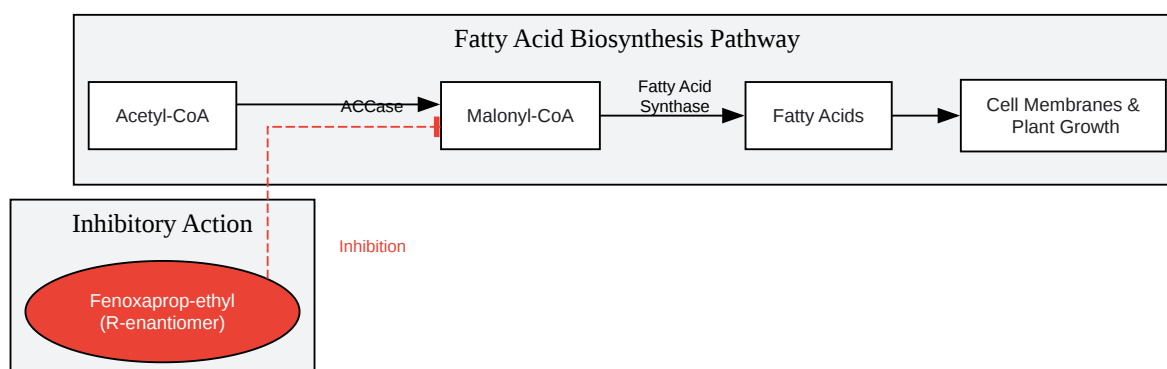 Fatty Acid Biosynthesis Pathway
Acetyl-CoA
ACCase
Malonyl-CoA
Fatty Acid
Synthase
Fatty Acids
Cell Membranes &
Plant Growth
Inhibitory Action
Inhibition
Fenoxaprop-ethyl
(R-enantiomer)